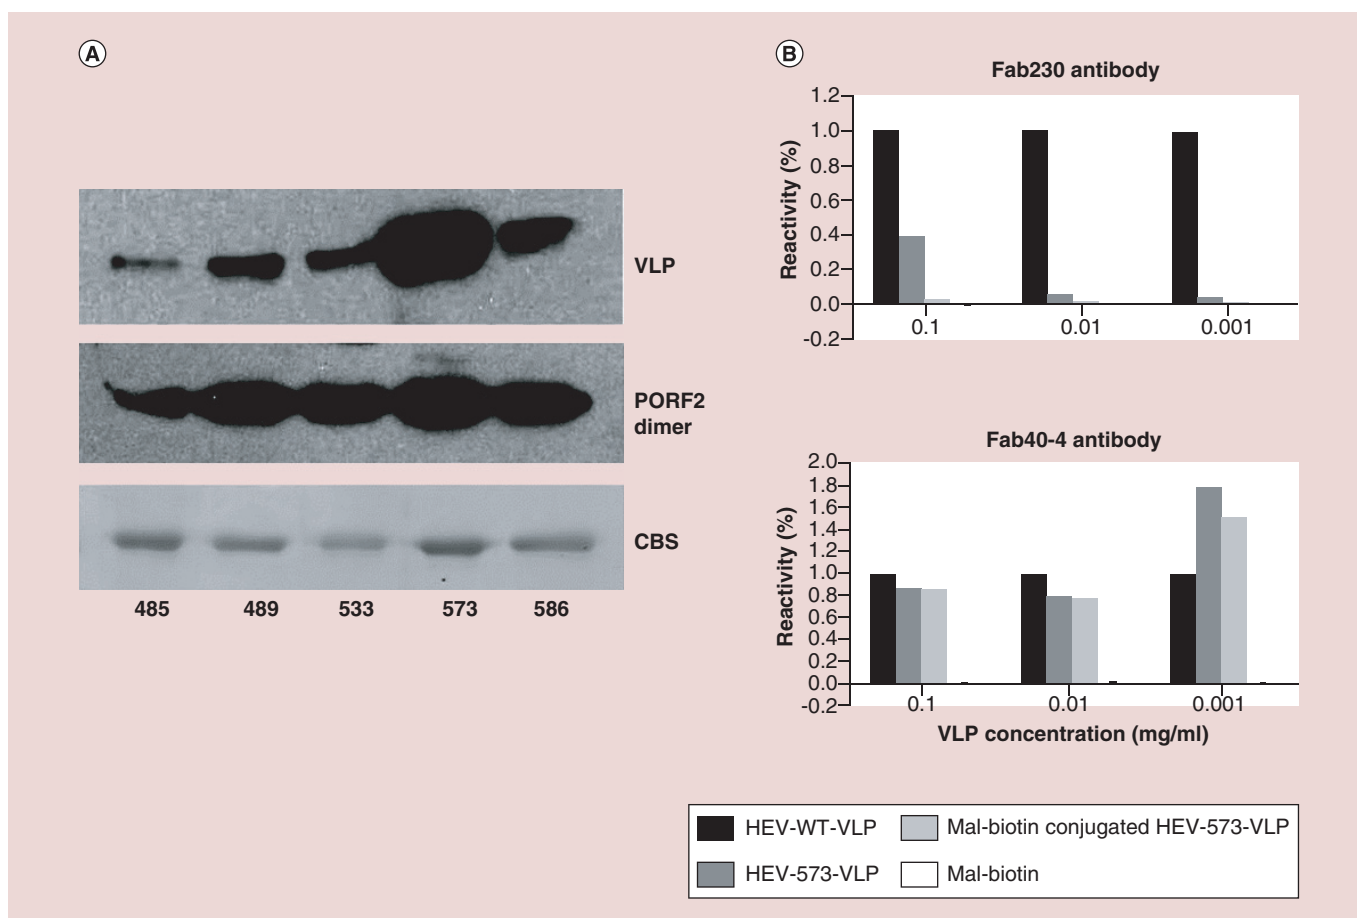 A
VLP
PORF2
dimer
CBS
485 489 533 573 586
B
Fab230 antibody
Reactivity (%)
1.2
1.0
0.8
0.6
0.4
0.2
0.0
-0.2
0.1 0.01 0.001
Fab40-4 antibody
Reactivity (%)
2.0
1.8
1.6
1.4
1.2
1.0
0.8
0.6
0.4
0.2
0.0
-0.2
0.1 0.01 0.001
VLP concentration (mg/ml)
HEV-WT-VLP
Mal-biotin conjugated HEV-573-VLP
HEV-573-VLP
Mal-biotin